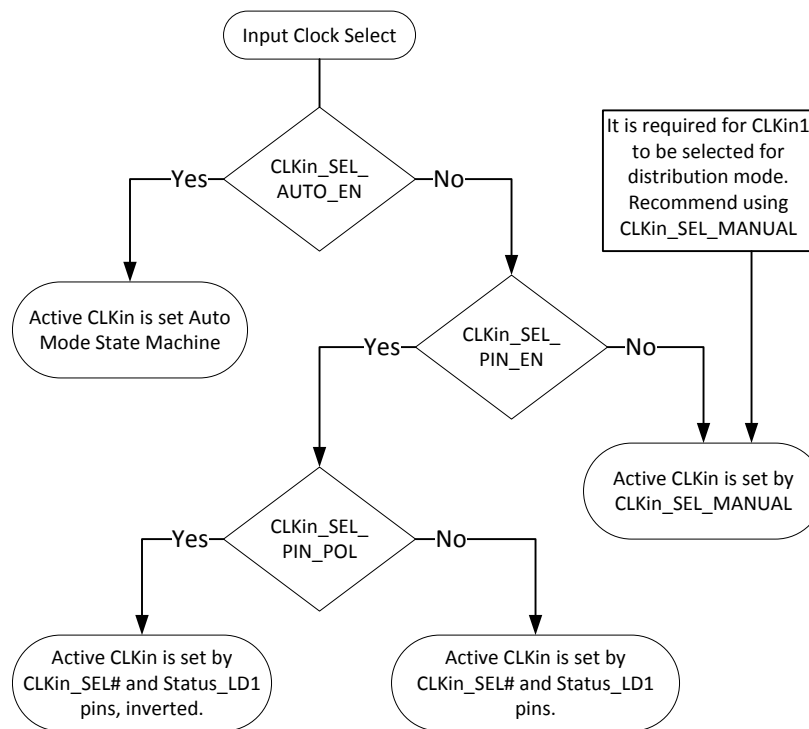 Input Clock Select
It is required for CLKin1
to be selected for
distribution mode.
Recommend using
CLKin_SEL_MANUAL
CLKin_SEL_
AUTO_EN
Yes
No
Active CLKin is set Auto
Mode State Machine
CLKin_SEL_
PIN_EN
Yes
No
Active CLKin is set by
CLKin_SEL_MANUAL
CLKin_SEL_
PIN_POL
Yes
No
Active CLKin is set by
CLKin_SEL# and Status_LD1
pins, inverted.
Active CLKin is set by
CLKin_SEL# and Status_LD1
pins.